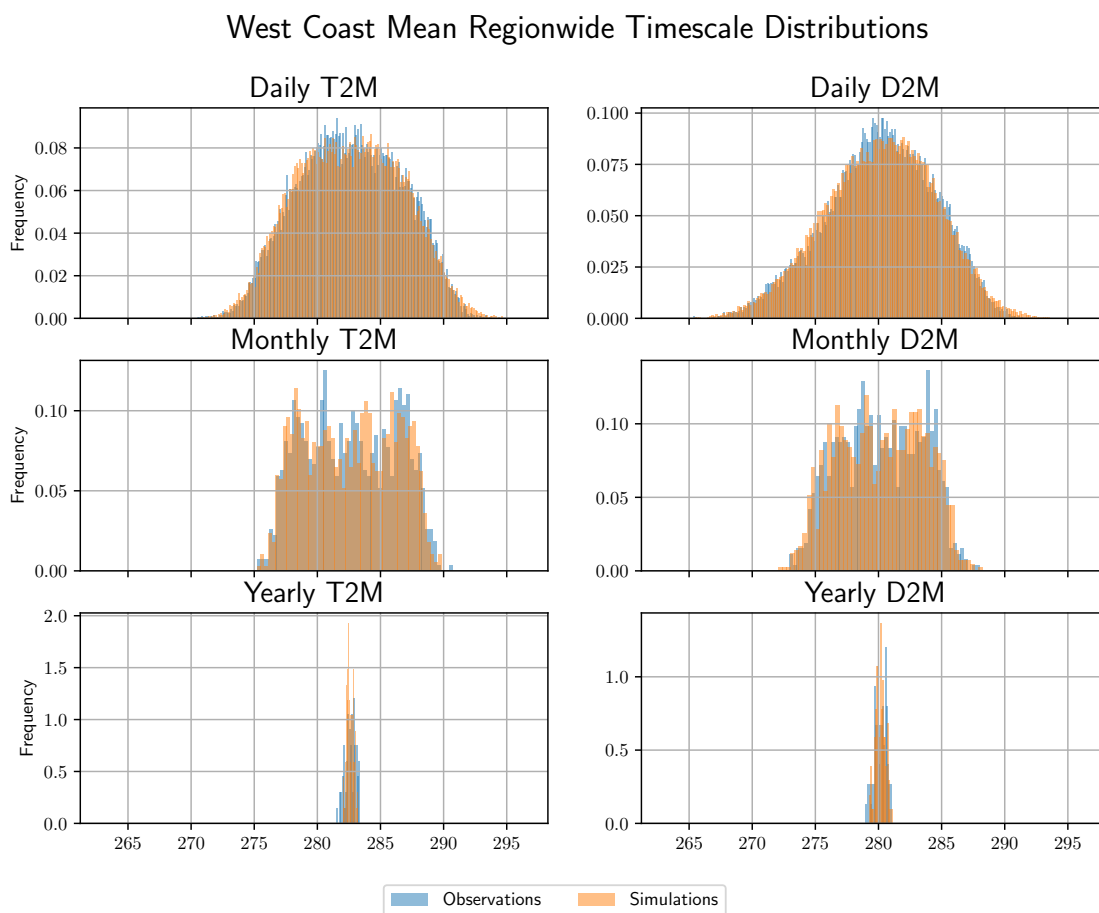 West Coast Mean Regionwide Timescale Distributions
Daily T2M
Daily D2M
Frequency
0.08
0.06
0.04
0.02
0.00
0.100
0.075
0.050
0.025
0.000
Monthly T2M
Monthly D2M
Frequency
0.10
0.05
0.00
0.10
0.05
0.00
Yearly T2M
Yearly D2M
Frequency
2.0
1.5
1.0
0.5
0.0
1.0
0.5
0.0
265 270 275 280 285 290 295
265 270 275 280 285 290 295
Observations Simulations